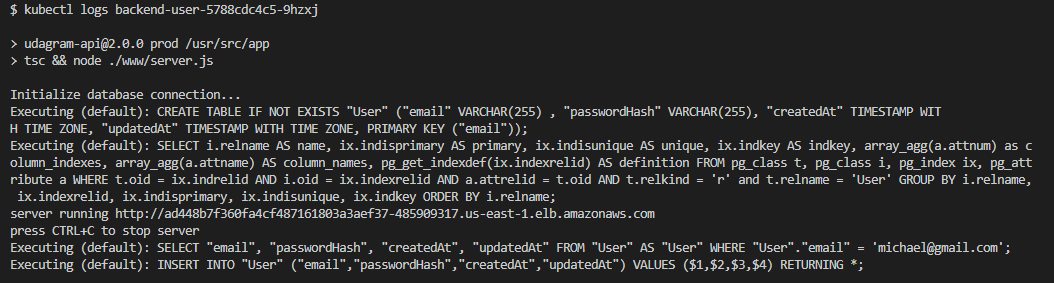 $ kubectl logs backend-user-5788cdc4c5-9hzxj
> udagram-api@2.0.0 prod /usr/src/app
> tsc && node ./www/server.js
Initialize database connection...
Executing (default): CREATE TABLE IF NOT EXISTS "User" ("email" VARCHAR(255) , "passwordHash" VARCHAR(255), "createdAt" TIMESTAMP WIT
H TIME ZONE, "updatedAt" TIMESTAMP WITH TIME ZONE, PRIMARY KEY ("email"));
Executing (default): SELECT i.relname AS name, ix.indisprimary AS primary, ix.indisunique AS unique, ix.indkey AS indkey, array_agg(a.attnum) as c
olumn_indexes, array_agg(a.attname) AS column_names, pg_get_indexdef(ix.indexrelid) AS definition FROM pg_class t, pg_class i, pg_index ix, pg_att
ribute a WHERE t.oid = ix.indrelid AND i.oid = ix.indexrelid AND a.attrelid = t.oid AND t.relkind = 'r' and t.relname = 'User' GROUP BY i.relname,
ix.indexrelid, ix.indisprimary, ix.indisunique, ix.indkey ORDER BY i.relname;
server running http://ad448b7f360fa4cf487161803a3aef37-485909317.us-east-1.elb.amazonaws.com
press CTRL+C to stop server
Executing (default): SELECT "email", "passwordHash", "createdAt", "updatedAt" FROM "User" AS "User" WHERE "User"."email" = 'michael@gmail.com';
Executing (default): INSERT INTO "User" ("email","passwordHash","createdAt","updatedAt") VALUES ($1,$2,$3,$4) RETURNING *;